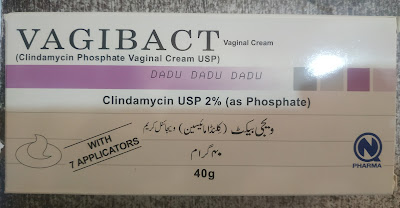 VAGIBACT Vaginal Cream
(Clindamycin Phosphate Vaginal Cream USP)
DADU DADU DADU
Clindamycin USP 2% (as Phosphate)
ویجی بیکٹ (کلنڈامائیسین) ویجائنل کریم
۴۰ گرام
WITH
7 APPLICATORS
40g
N
PHARMA